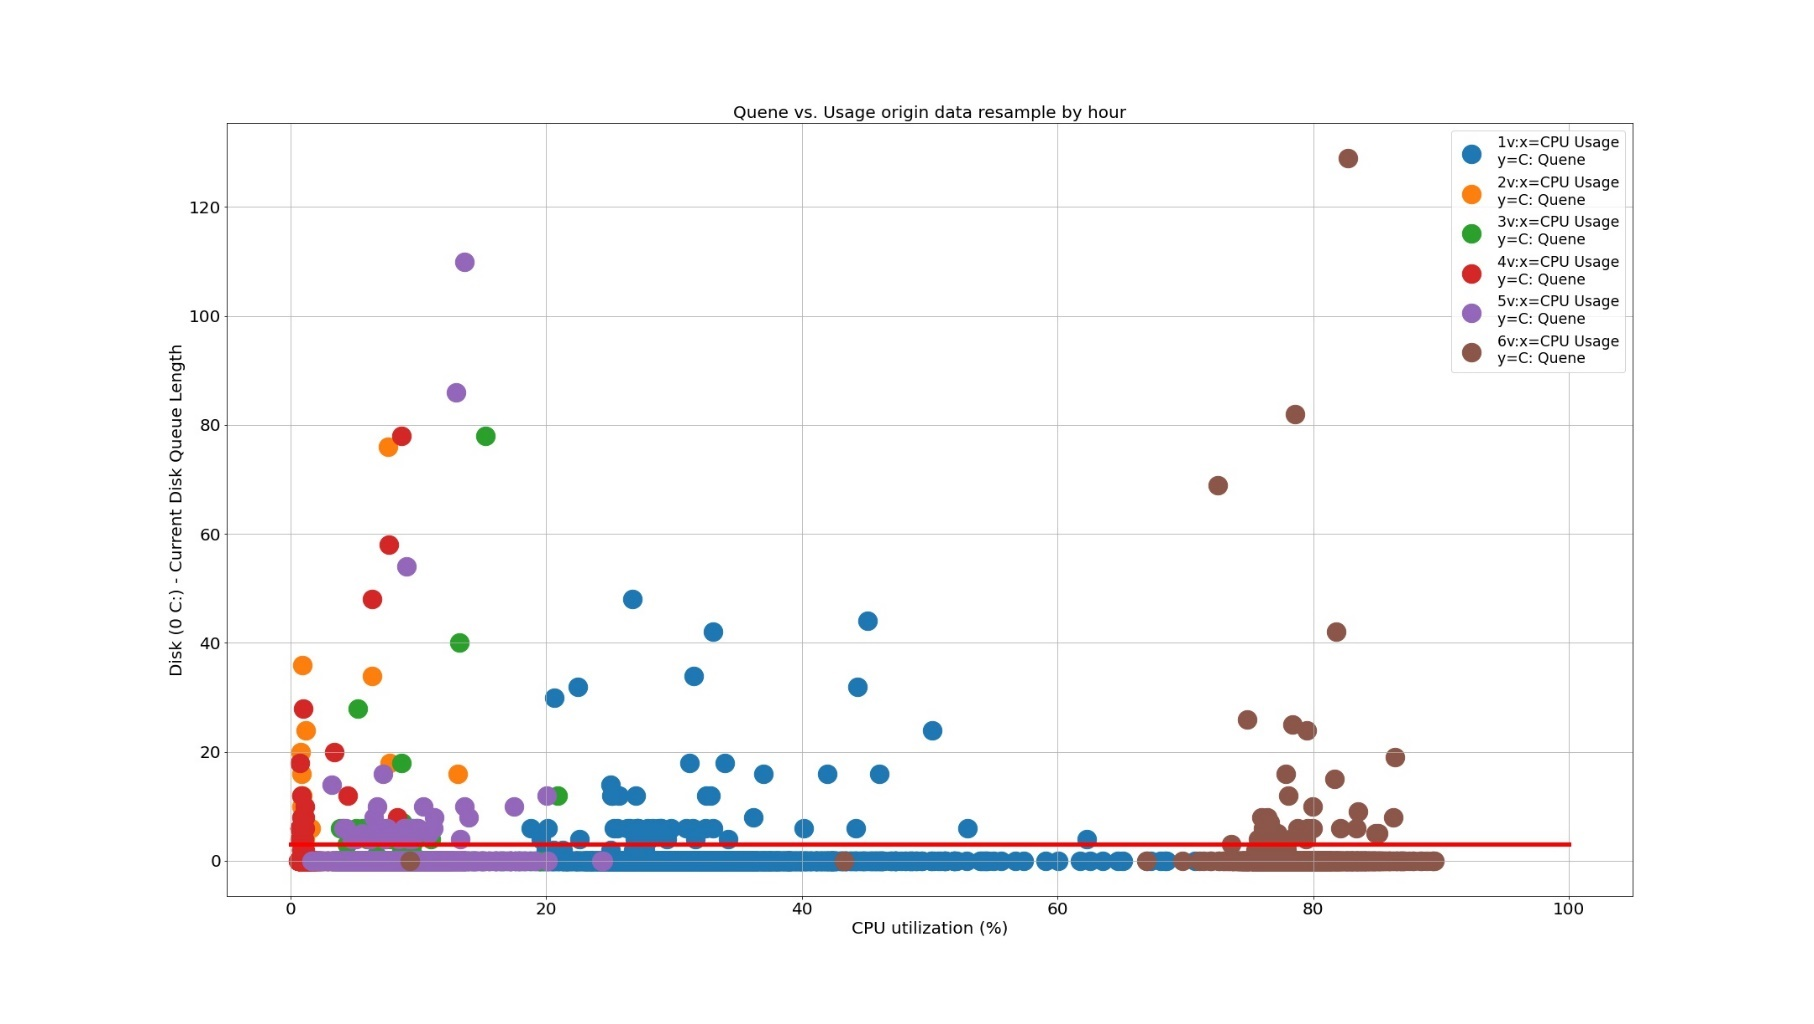 Quene vs. Usage origin data resample by hour
1v:x=CPU Usage
y=C: Quene
2v:x=CPU Usage
y=C: Quene
3v:x=CPU Usage
y=C: Quene
4v:x=CPU Usage
y=C: Quene
5v:x=CPU Usage
y=C: Quene
6v:x=CPU Usage
y=C: Quene
Disk (0 C:) - Current Disk Queue Length
120
100
80
60
40
20
0
0 20 40 60 80 100
CPU utilization (%)